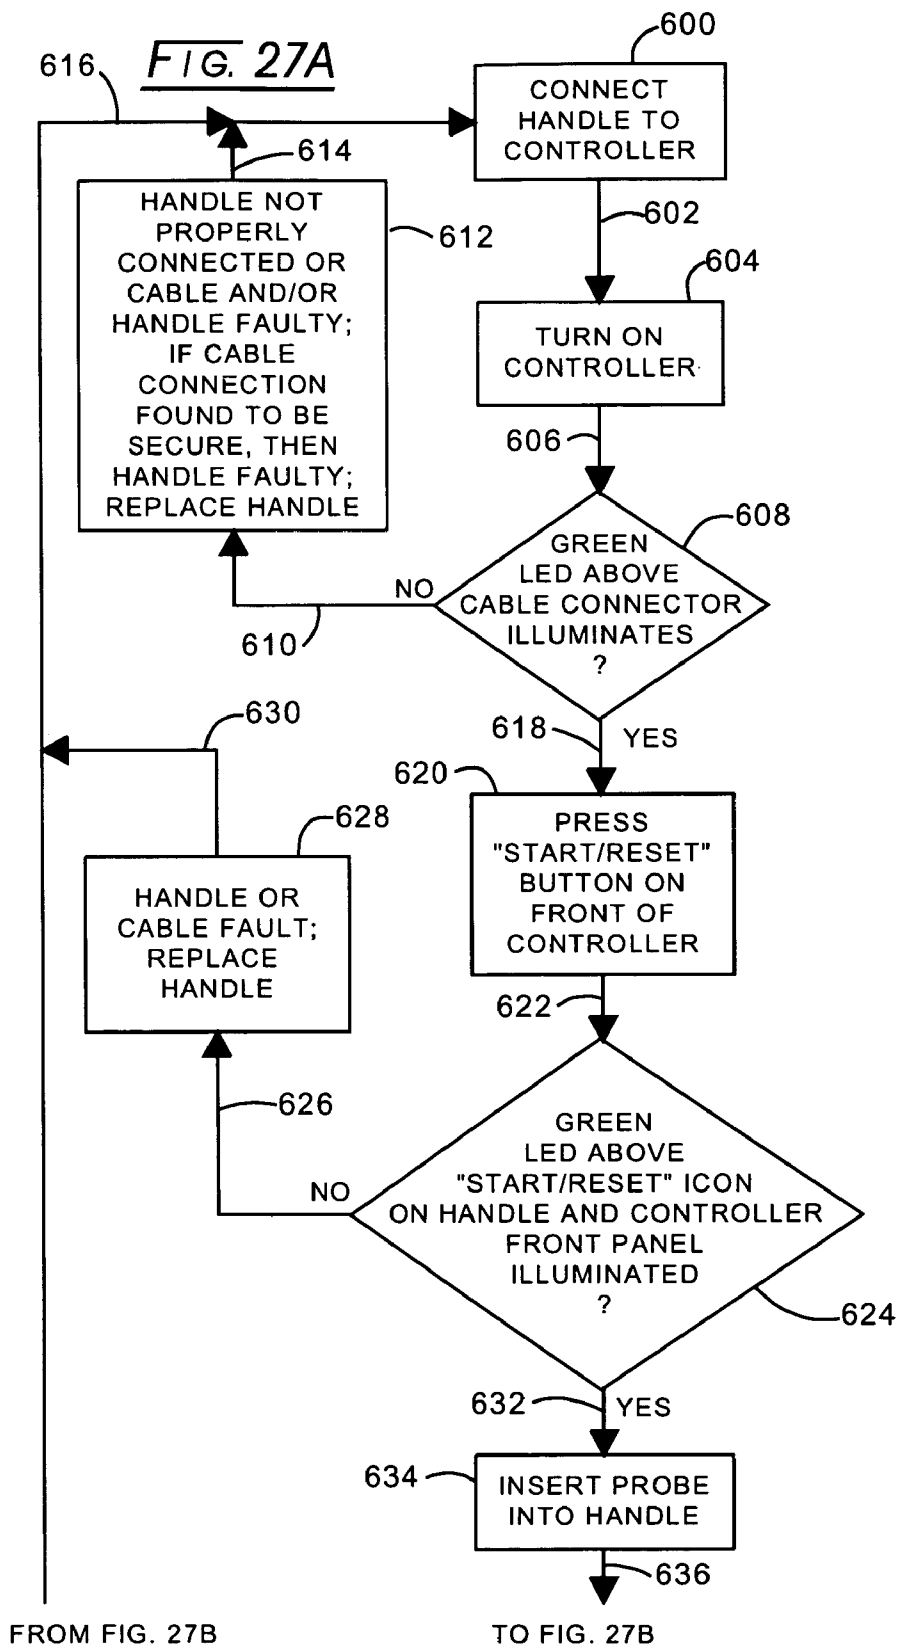 600
616
FIG. 27A
CONNECT
HANDLE TO
CONTROLLER
614
HANDLE NOT
PROPERLY
CONNECTED OR
CABLE AND/OR
HANDLE FAULTY;
IF CABLE
CONNECTION
FOUND TO BE
SECURE, THEN
HANDLE FAULTY;
REPLACE HANDLE
612
602
604
TURN ON
CONTROLLER
606
608
GREEN
LED ABOVE
CABLE CONNECTOR
ILLUMINATES
?
NO
610
618
YES
630
620
PRESS
"START/RESET"
BUTTON ON
FRONT OF
CONTROLLER
628
HANDLE OR
CABLE FAULT;
REPLACE
HANDLE
622
626
GREEN
LED ABOVE
"START/RESET" ICON
ON HANDLE AND CONTROLLER
FRONT PANEL
ILLUMINATED
?
NO
624
632
YES
634
INSERT PROBE
INTO HANDLE
636
FROM FIG. 27B
TO FIG. 27B